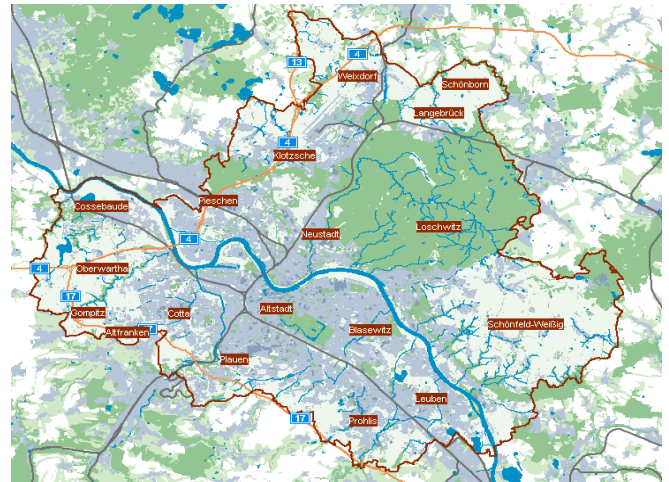 4
13
Weixdorf
Schönborn
Langebrück
4
Klotzsche
Pieschen
Cossebaude
Loschwitz
Neustadt
4
4
Oberwartha
17
Gompitz
Cotta
Altstadt
Schönfeld-Weißig
Altfranken
Blasewitz
Plauen
Leuben
17
Prohlis